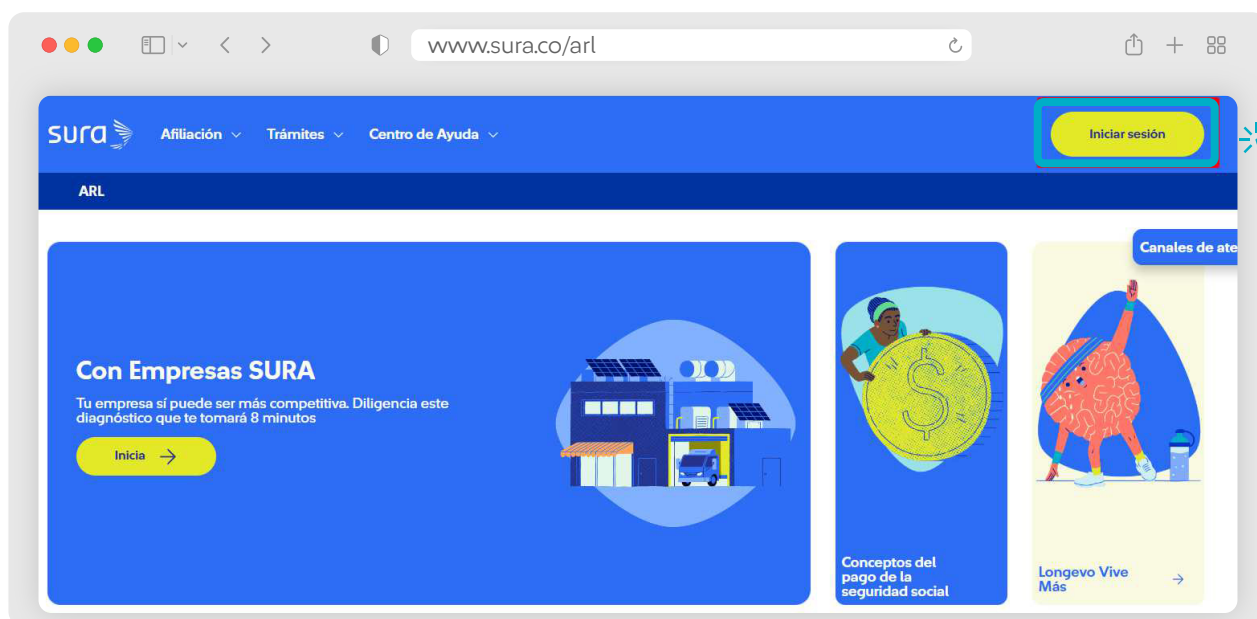 www.sura.co/arl
sura
Afiliación
Trámites
Centro de Ayuda
Iniciar sesión
ARL
Canales de ate
Con Empresas SURA
Tu empresa sí puede ser más competitiva. Diligencia este
diagnóstico que te tomará 8 minutos
Inicia
$
Conceptos del
pago de la
seguridad social
Longevo Vive
Más